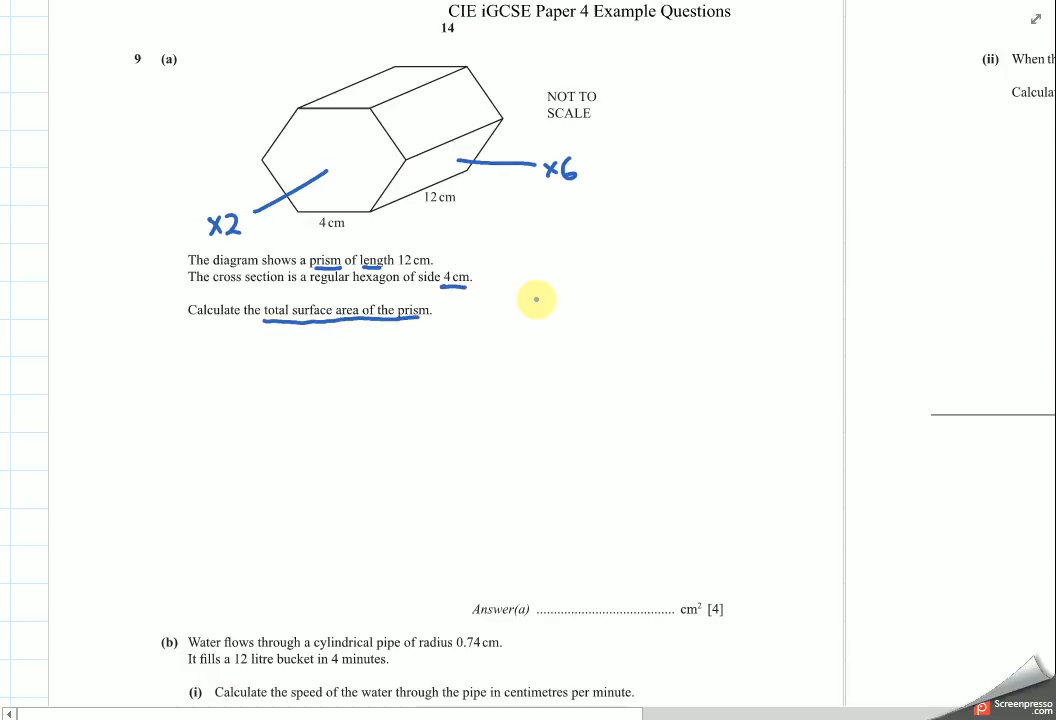 CIE iGCSE Paper 4 Example Questions
14
9 (a)
NOT TO
SCALE
×6
12 cm
×2
4 cm
The diagram shows a prism of length 12 cm.
The cross section is a regular hexagon of side 4 cm.
Calculate the total surface area of the prism.
Answer(a) ........................................ cm² [4]
(b) Water flows through a cylindrical pipe of radius 0.74 cm.
It fills a 12 litre bucket in 4 minutes.
(i) Calculate the speed of the water through the pipe in centimetres per minute.
(ii) When th
Calcula
Screenpresso
.com